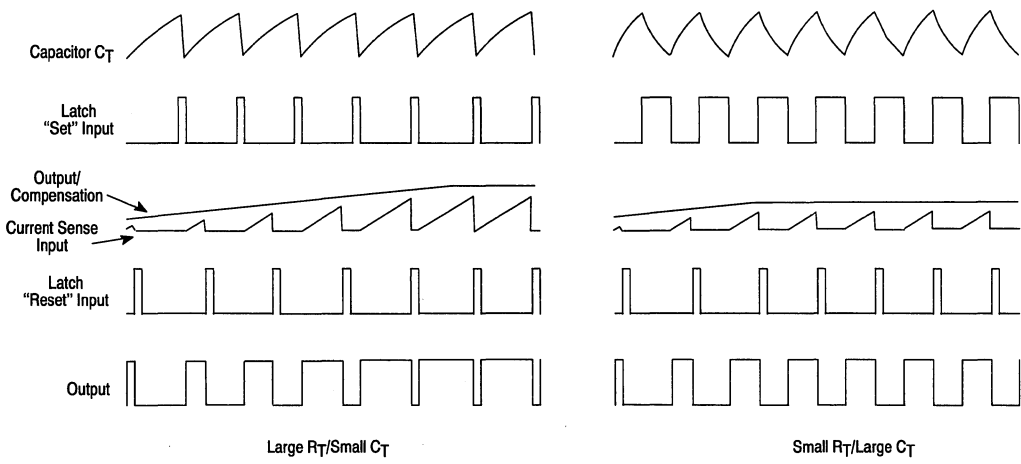 Capacitor CT
Latch
“Set” Input
Output/
Compensation
Current Sense
Input
Latch
“Reset” Input
Output
Large RT/Small CT
Small RT/Large CT